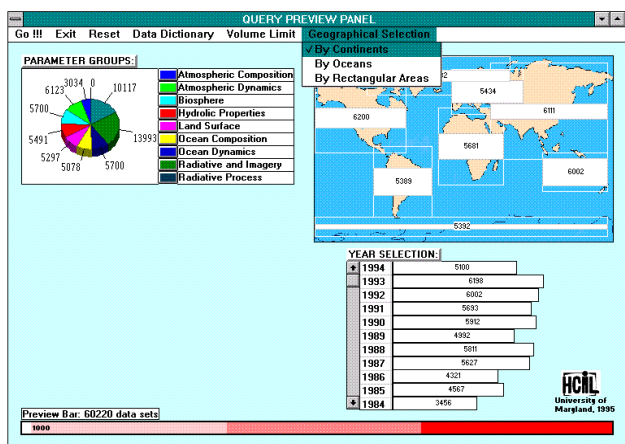 QUERY PREVIEW PANEL
Go !!! Exit Reset Data Dictionary Volume Limit Geographical Selection
✓By Continents
By Oceans
By Rectangular Areas
PARAMETER GROUPS:
6123 3034 0 10117
5700
5491
5297
5078
5700
13993
Atmospheric Composition
Atmospheric Dynamics
Biosphere
Hydrolic Properties
Land Surface
Ocean Composition
Ocean Dynamics
Radiative and Imagery
Radiative Process
5434
6200
6111
5681
5389
6002
5392
YEAR SELECTION:
1994 5100
1993 6198
1992 6002
1991 5693
1990 5912
1989 4992
1988 5811
1987 5627
1986 4321
1985 4567
1984 3456
HCIL
University of
Maryland, 1995
Preview Bar: 60220 data sets
1000